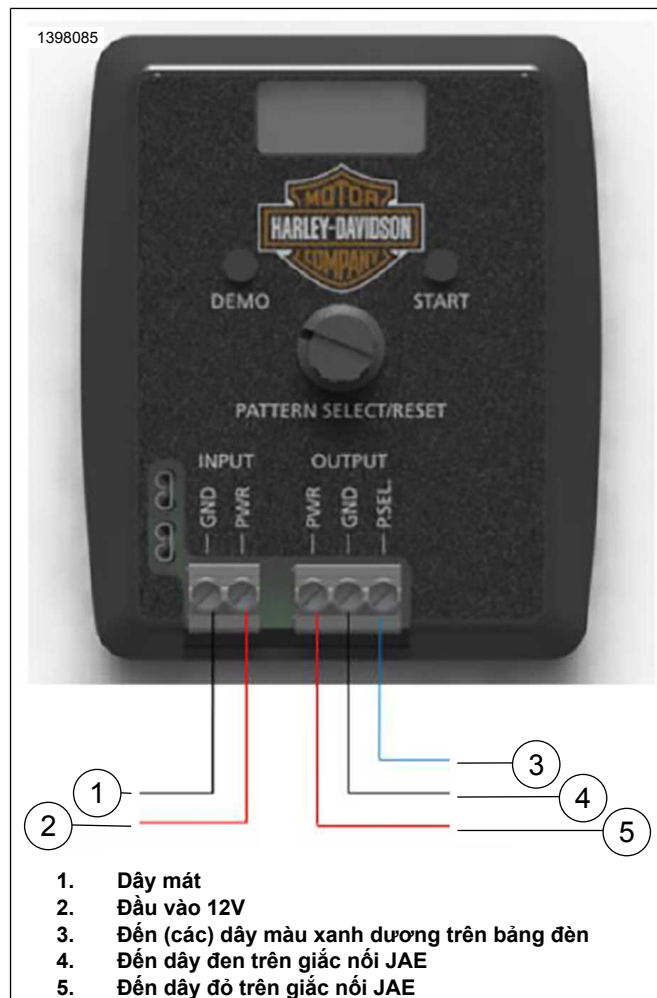 1398085
MOTOR
HARLEY-DAVIDSON
COMPANY
DEMO
START
PATTERN SELECT/RESET
INPUT
OUTPUT
GND
PWR
PWR
GND
P.SEL.
1
2
3
4
5
1. Dây mát
2. Đầu vào 12V
3. Đến (các) dây màu xanh dương trên bảng đèn
4. Đến dây đen trên giắc nối JAE
5. Đến dây đỏ trên giắc nối JAE